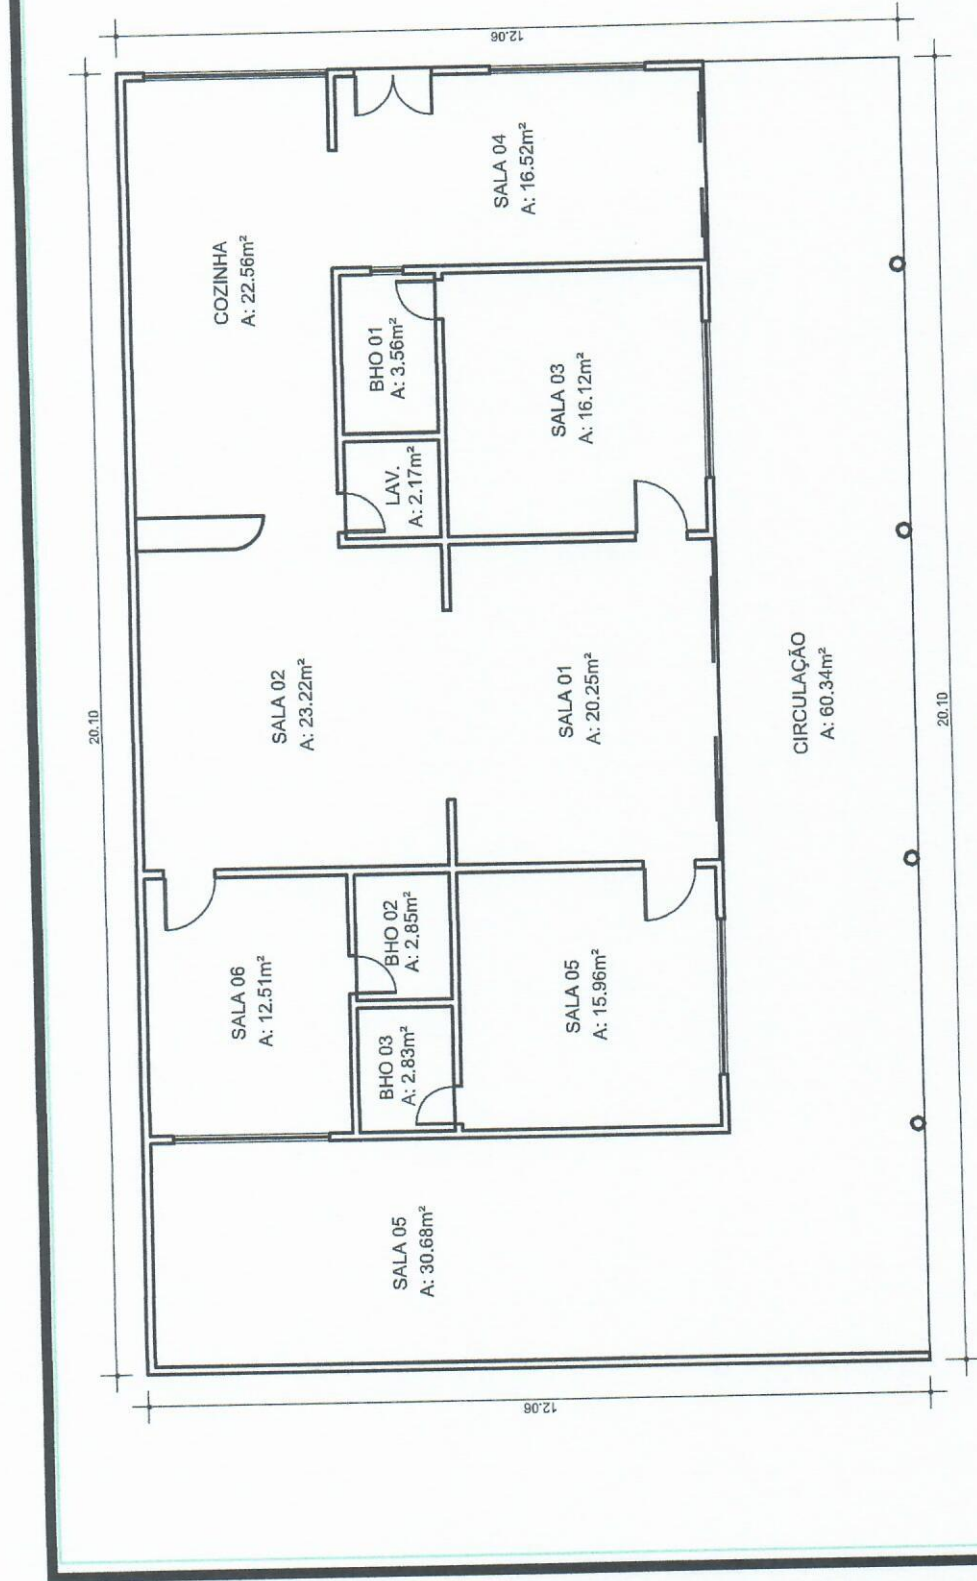 12.06
20.10
COZINHA
A: 22.56m²
SALA 04
A: 16.52m²
BHO 01
A: 3.56m²
SALA 03
A: 16.12m²
LAV.
A: 2.17m²
SALA 02
A: 23.22m²
SALA 01
A: 20.25m²
CIRCULAÇÃO
A: 60.34m²
SALA 06
A: 12.51m²
BHO 02
A: 2.85m²
BHO 03
A: 2.83m²
SALA 05
A: 15.96m²
SALA 05
A: 30.68m²
20.10
12.06